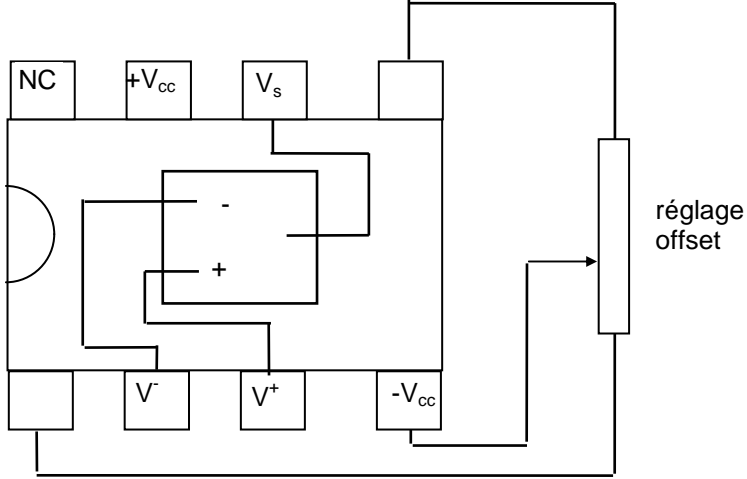 NC
+Vcc
Vs
-
+
réglage
offset
V-
V+
-Vcc